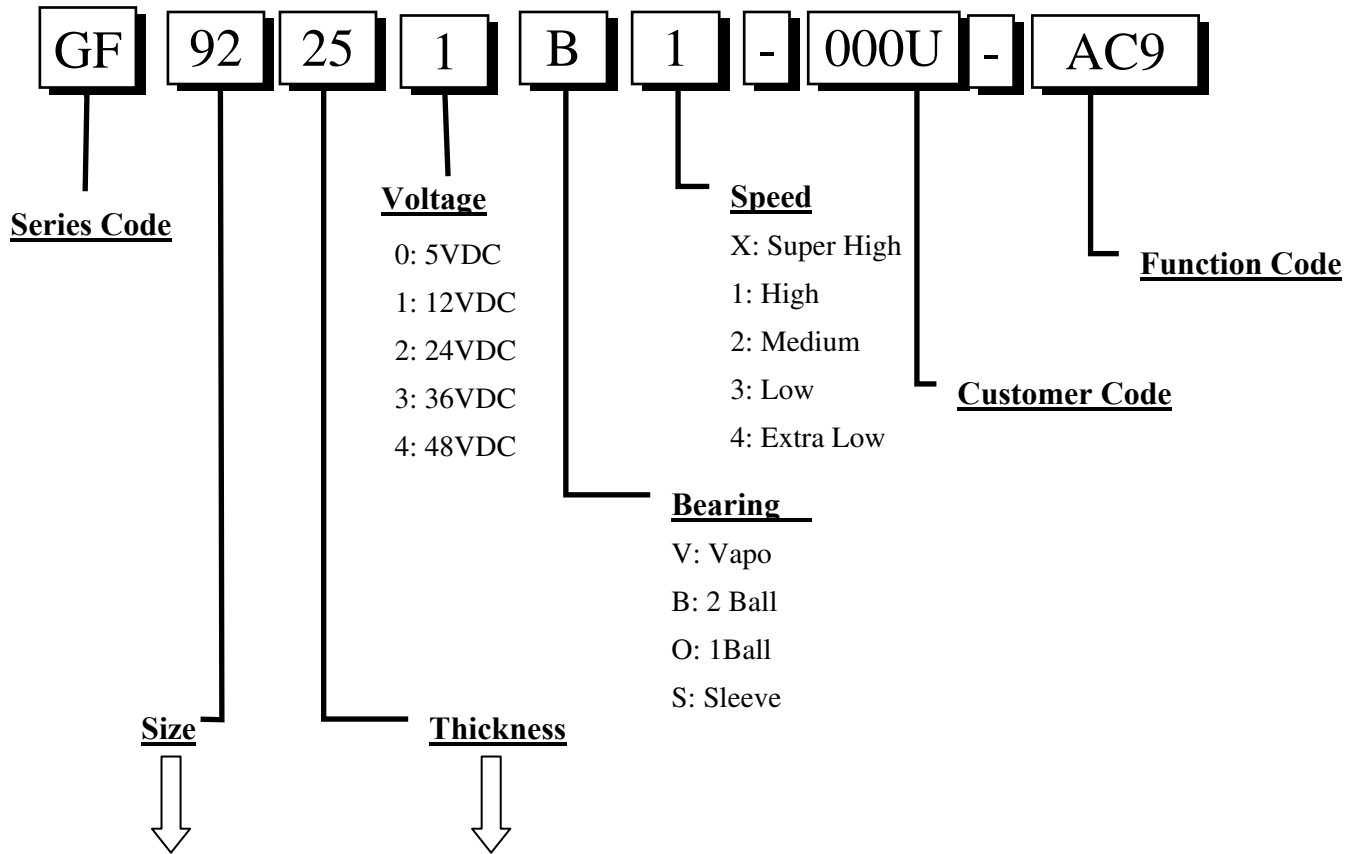 GF 92 25 1 B 1 - 000U - AC9
Series Code
Voltage
0: 5VDC
1: 12VDC
2: 24VDC
3: 36VDC
4: 48VDC
Speed
X: Super High
1: High
2: Medium
3: Low
4: Extra Low
Function Code
Customer Code
Bearing
V: Vapo
B: 2 Ball
O: 1Ball
S: Sleeve
Size
Thickness